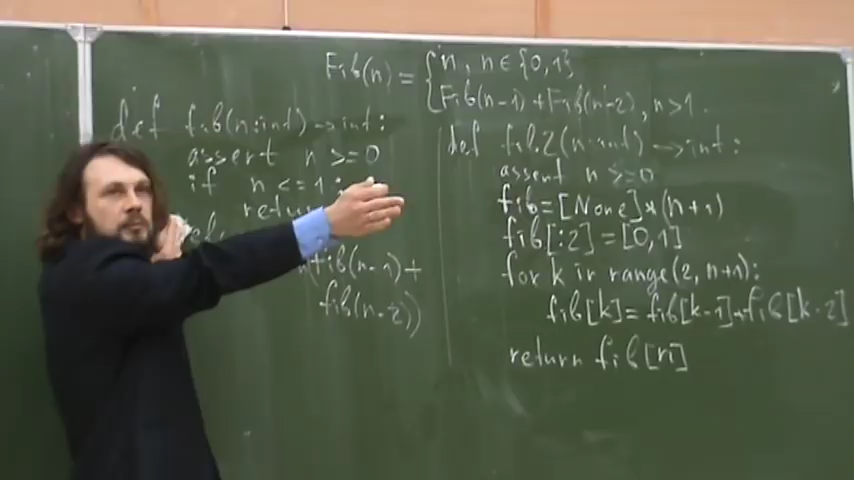 Fib(n) = { n, n ∈ {0,1}
Fib(n-1) + Fib(n-2), n>1.
def fib(n:int)→int:
assert n >= 0
if n <= 1:
return
fib(n-1)+
fib(n-2))
def fib2(n:int)→int:
assert n >=0
fib=[None]*(n+1)
fib[:2]=[0,1]
for k in range(2, n+1):
fib[k]=fib[k-1]+fib[k-2]
return fib[n]